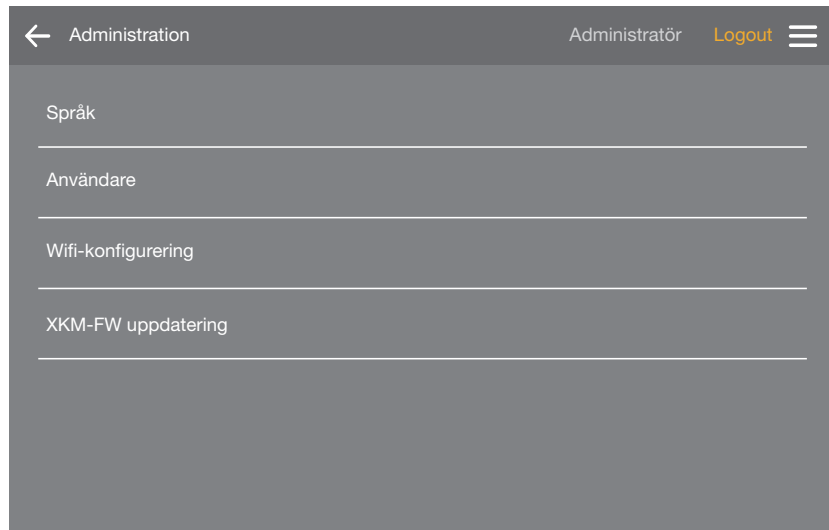 Administration Administratör Logout
Språk
Användare
Wifi-konfigurering
XKM-FW uppdatering